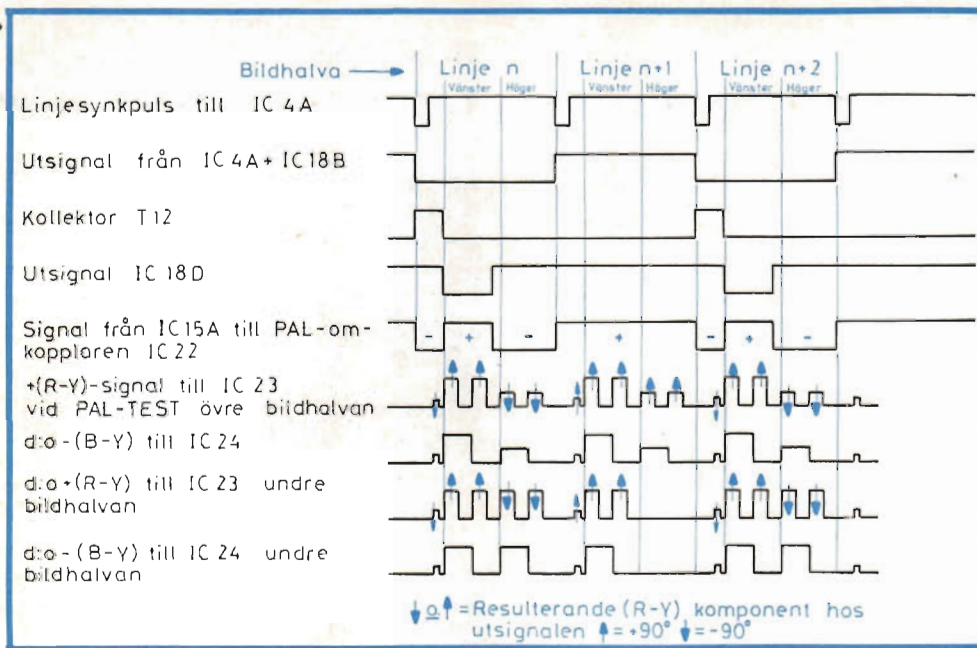 Bildhalva
Linje n Linje n+1 Linje n+2
Vänster Höger Vänster Höger Vänster Höger
Linjesynkpuls till IC 4A
Utsignal från IC 4A + IC 18B
Kollektor T 12
Utsignal IC 18D
Signal från IC15A till PAL-om-
kopplaren IC 22
- + - + - + -
+(R-Y)-signal till IC 23
vid PAL-TEST övre bildhalvan
d:o -(B-Y) till IC 24
d:o +(R-Y) till IC 23 undre
bildhalvan
d:o -(B-Y) till IC 24 undre
bildhalvan
↓ o ↑ = Resulterande (R-Y) komponent hos
utsignalen ↑ = +90° ↓ = -90°